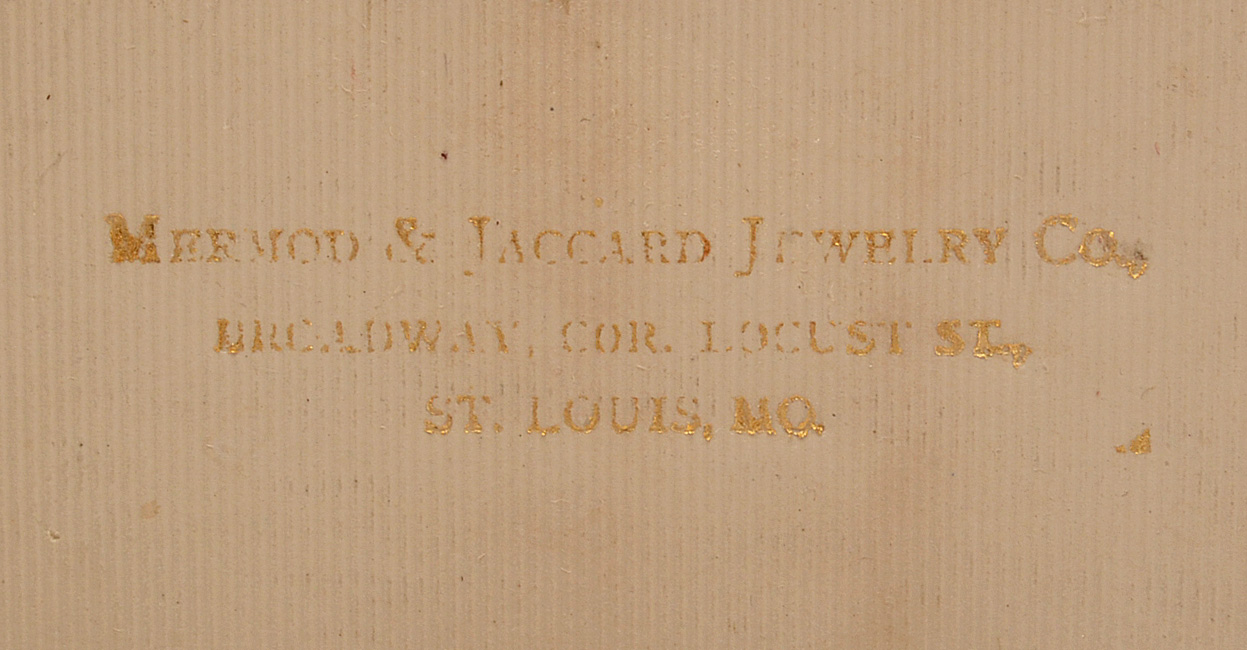 MERMOD & JACCARD JEWELRY CO.,
BROADWAY, COR. LOCUST ST.,
ST. LOUIS, MO.